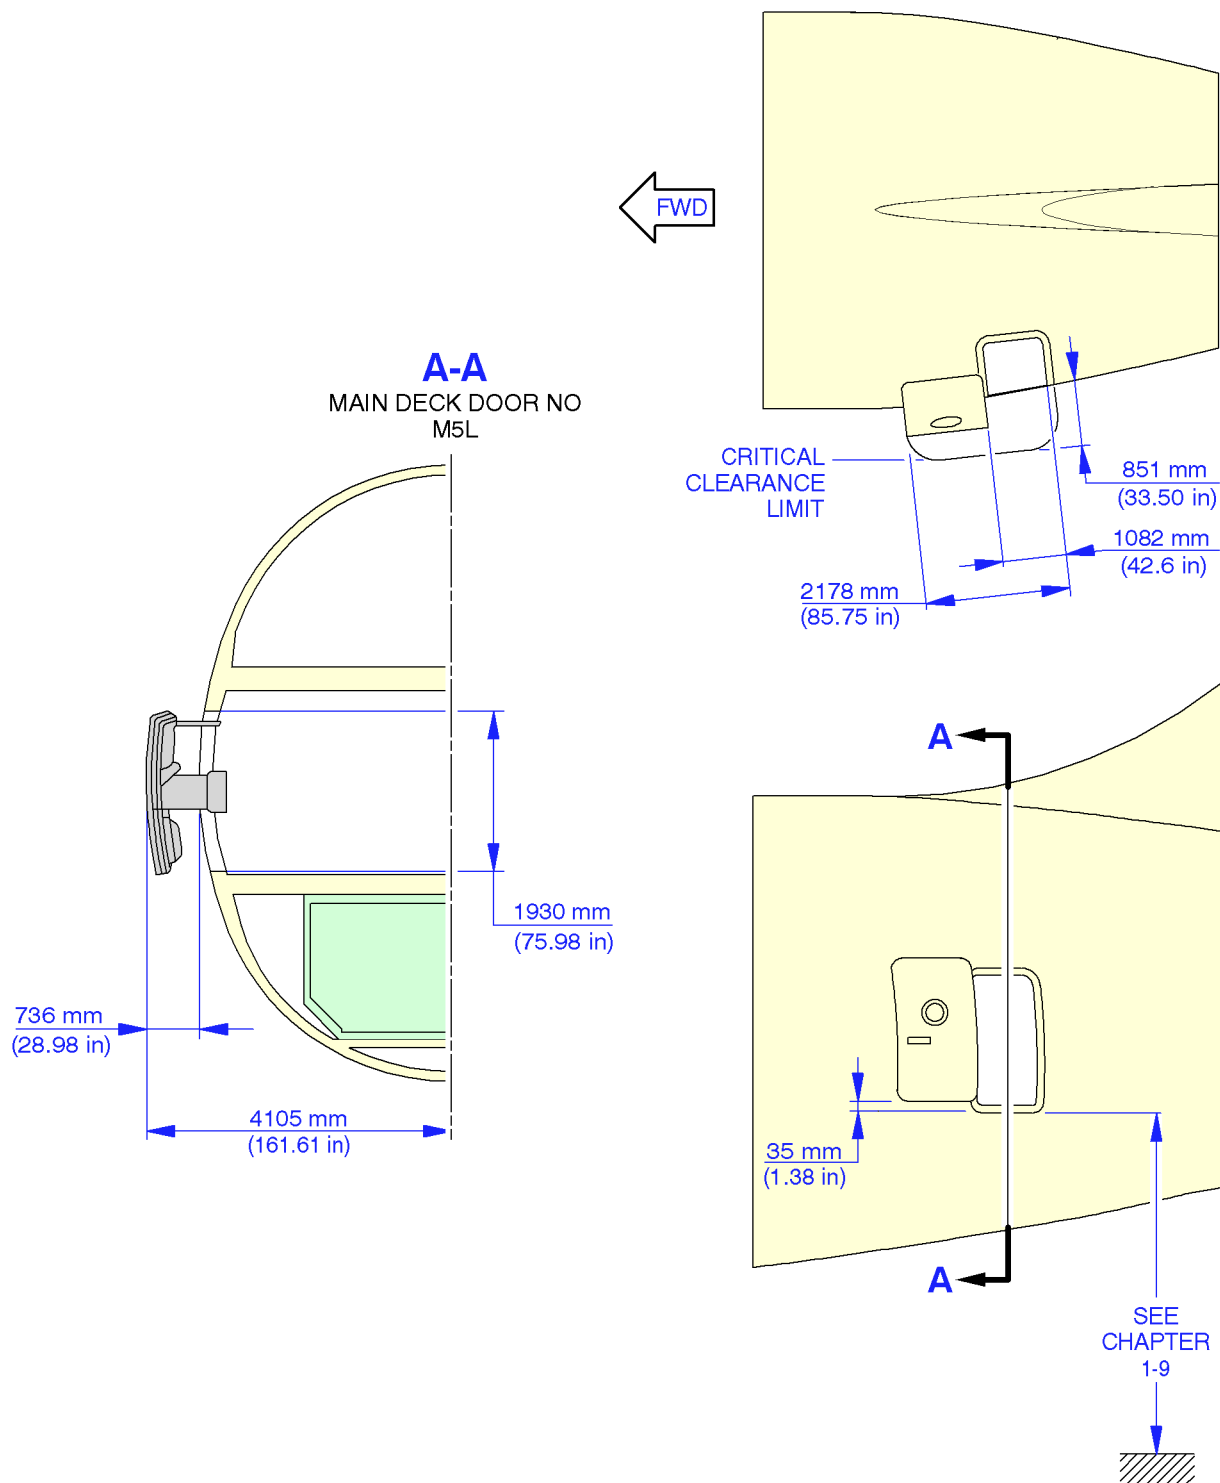 FWD
A-A
MAIN DECK DOOR NO
M5L
CRITICAL
CLEARANCE
LIMIT
851 mm
(33.50 in)
1082 mm
(42.6 in)
2178 mm
(85.75 in)
A
1930 mm
(75.98 in)
736 mm
(28.98 in)
4105 mm
(161.61 in)
35 mm
(1.38 in)
A
SEE
CHAPTER
1-9